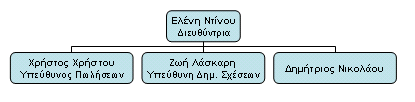 Ελένη Ντίνου
Διευθύντρια
Χρήστος Χρήστου
Υπεύθυνος Πωλήσεων
Ζωή Λάσκαρη
Υπεύθυνη Δημ. Σχέσεων
Δημήτριος Νικολάου